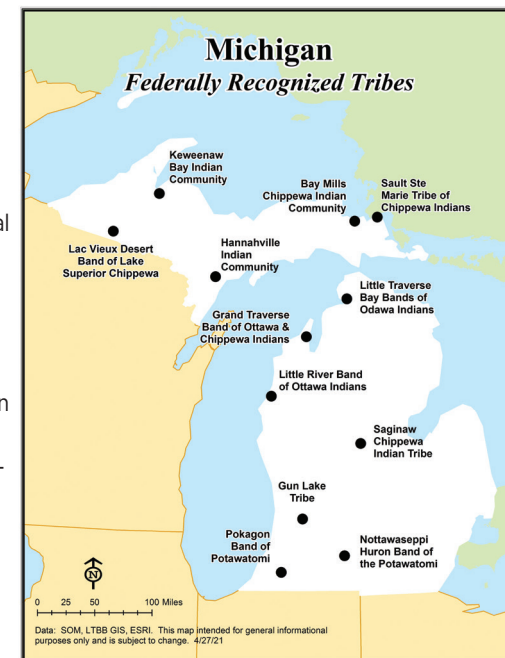 Michigan
Federally Recognized Tribes
Keweenaw
Bay Indian
Community
Bay Mills
Chippewa Indian
Community
Sault Ste
Marie Tribe of
Chippewa Indians
al
Lac Vieux Desert
Band of Lake
Superior Chippewa
Hannahville
Indian
Community
Little Traverse
Bay Bands of
Odawa Indians
Grand Traverse
Band of Ottawa &
Chippewa Indians
Little River Band
of Ottawa Indians
n
-
Saginaw
Chippewa
Indian Tribe
Gun Lake
Tribe
Pokagon
Band of
Potawatomi
Nottawaseppi
Huron Band of
the Potawatomi
N
0 25 50 100 Miles
Data: SOM, LTBB GIS, ESRI. This map intended for general informational
purposes only and is subject to change. 4/27/21